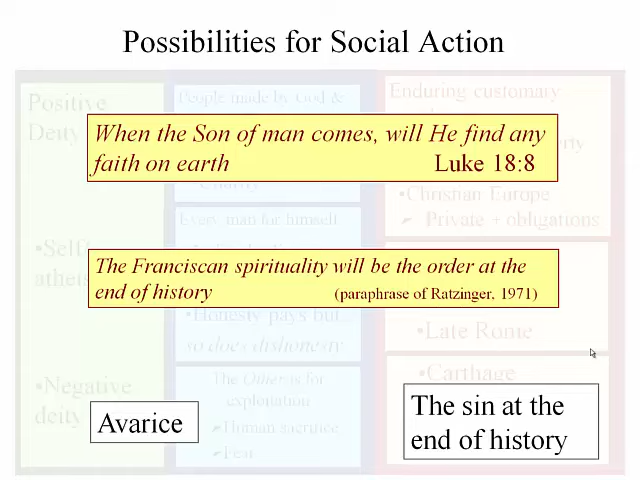 Possibilities for Social Action
Positive
Deity
People made by God &
Enduring customary
When the Son of man comes, will He find any
faith on earth Luke 18:8
Charity
•Christian Europe
Private + obligations
Every man for himself
•Self/
The Franciscan spirituality will be the order at the
end of history (paraphrase of Ratzinger, 1971)
•Honesty pays but
so does dishonesty
•Late Rome
•Negative
deity
The Other is for
exploitation
Human sacrifice
Fear
•Carthage
Avarice
The sin at the
end of history